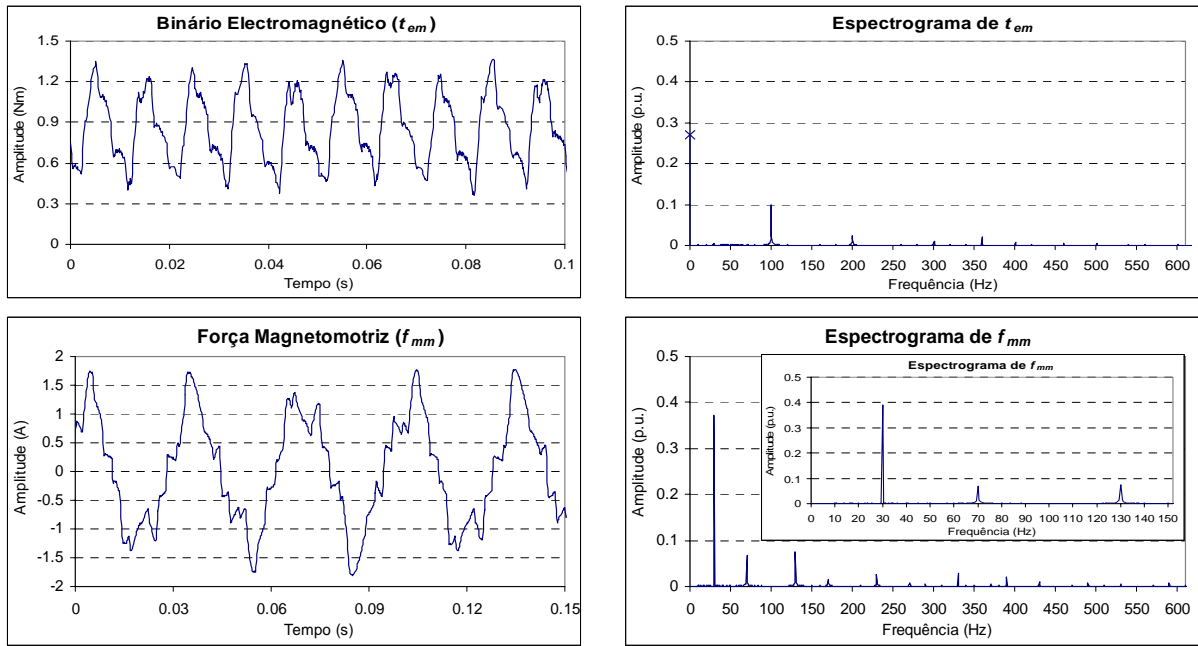 Binário Electromagnético (t em)
Amplitude (Nm)
1.5
1.2
0.9
0.6
0.3
0
0 0.02 0.04 0.06 0.08 0.1
Tempo (s)
Espectrograma de t em
Amplitude (p.u.)
0.5
0.4
0.3
0.2
0.1
0
0 50 100 150 200 250 300 350 400 450 500 550 600
Frequência (Hz)
Força Magnetomotriz (f mm)
Amplitude (A)
2
1.5
1
0.5
0
-0.5
-1
-1.5
-2
0 0.03 0.06 0.09 0.12 0.15
Tempo (s)
Espectrograma de f mm
Amplitude (p.u.)
0.5
0.4
0.3
0.2
0.1
0
0 50 100 150 200 250 300 350 400 450 500 550 600
Frequência (Hz)
Espectrograma de f mm
Amplitude (p.u.)
0.5
0.4
0.3
0.2
0.1
0
0 10 20 30 40 50 60 70 80 90 100 110 120 130 140 150
Frequência (Hz)